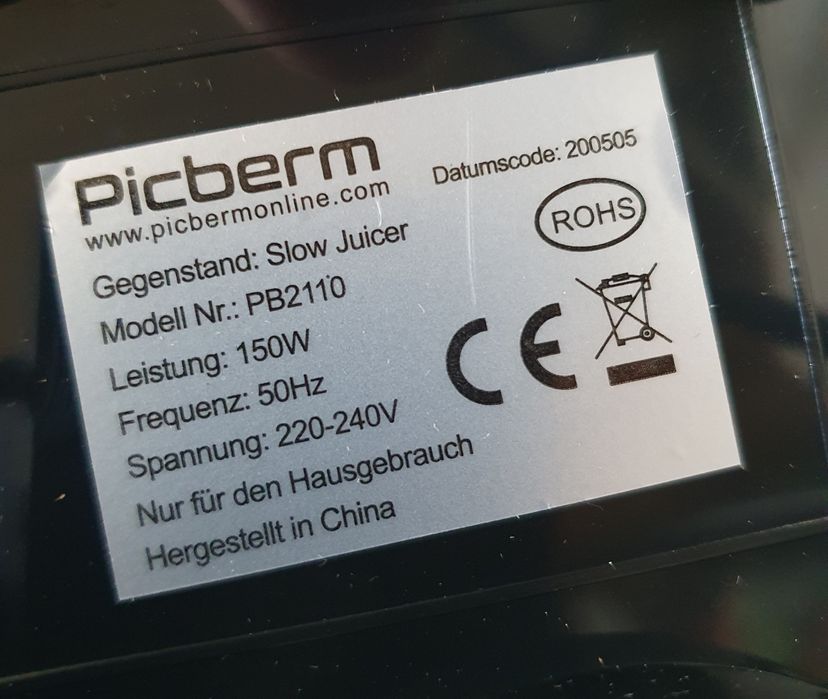 Picberm
www.picbermonline.com
Datumscode: 200505
ROHS
Gegenstand: Slow Juicer
Modell Nr.: PB2110
Leistung: 150W
Frequenz: 50Hz
Spannung: 220-240V
Nur für den Hausgebrauch
Hergestellt in China
CE